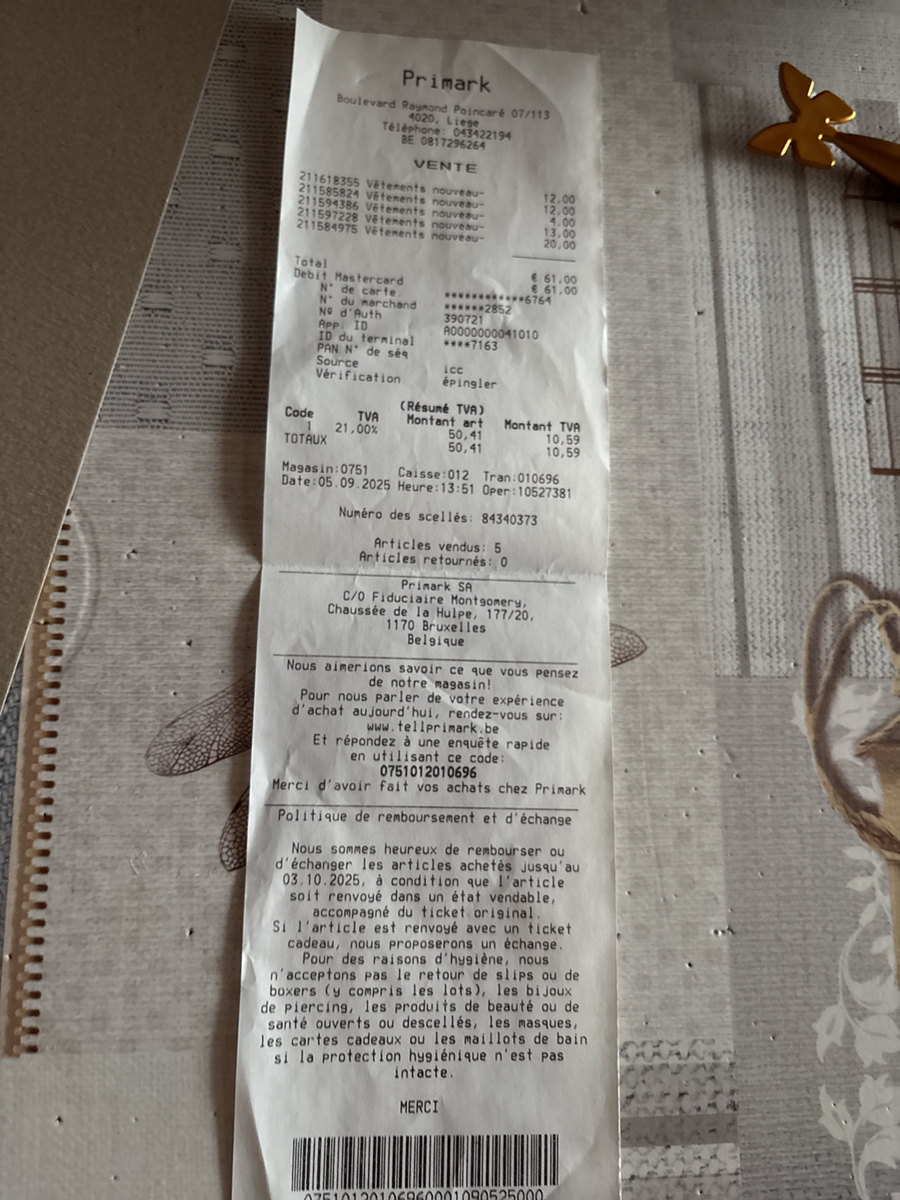 Primark
Boulevard Raymond Poincaré 07/113
4020, Liege
Téléphone: 043422194
BE 0817296264
VENTE
211618355 Vêtements nouveau- 12,00
211585824 Vêtements nouveau- 12,00
211594386 Vêtements nouveau- 4,00
211597228 Vêtements nouveau- 13,00
211584975 Vêtements nouveau- 20,00
Total € 61,00
Debit Mastercard € 61,00
N° de carte. ************6764
N° du marchand ******2852
Nº d'Auth 390721
App. ID A0000000041010
ID du terminal ****7163
PAN N° de séq
Source icc
Vérification épingler
(Résumé TVA)
Code TVA Montant art Montant TVA
1 21,00% 50,41 10,59
TOTAUX 50,41 10,59
Magasin:0751 Caisse:012 Tran:010696
Date:05.09.2025 Heure:13:51 Oper:10527381
Numéro des scellés: 84340373
Articles vendus: 5
Articles retournés: 0
Primark SA
C/O Fiduciaire Montgomery,
Chaussée de la Hulpe, 177/20,
1170 Bruxelles
Belgique
Nous aimerions savoir ce que vous pensez
de notre magasin!
Pour nous parler de votre expérience
d'achat aujourd'hui, rendez-vous sur:
www.tellprimark.be
Et répondez à une enquête rapide
en utilisant ce code:
0751012010696
Merci d'avoir fait vos achats chez Primark
Politique de remboursement et d'échange
Nous sommes heureux de rembourser ou
d'échanger les articles achetés jusqu'au
03.10.2025, à condition que l'article
soit renvoyé dans un état vendable,
accompagné du ticket original.
Si l'article est renvoyé avec un ticket
cadeau, nous proposerons un échange.
Pour des raisons d'hygiène, nous
n'acceptons pas le retour de slips ou de
boxers (y compris les lots), les bijoux
de piercing, les produits de beauté ou de
santé ouverts ou descellés, les masques,
les cartes cadeaux ou les maillots de bain
si la protection hygiénique n'est pas
intacte.
MERCI